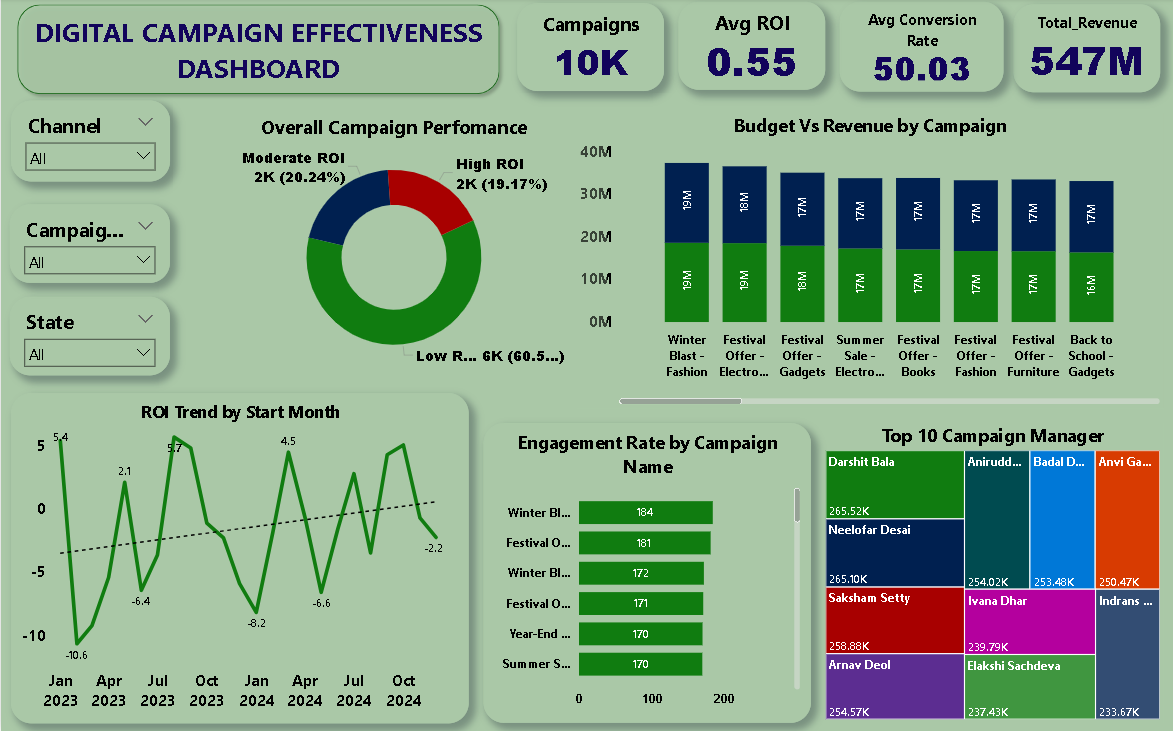 DIGITAL CAMPAIGN EFFECTIVENESS
DASHBOARD
Campaigns
10K
Avg ROI
0.55
Avg Conversion
Rate
50.03
Total_Revenue
547M
Channel
All
Campaig...
All
State
All
Overall Campaign Perfomance
Moderate ROI
2K (20.24%)
High ROI
2K (19.17%)
Low R... 6K (60.5...)
Budget Vs Revenue by Campaign
40M
30M
20M
10M
0M
19M
18M
17M
17M
17M
17M
17M
17M
19M
19M
18M
17M
17M
17M
17M
16M
Winter
Blast -
Fashion
Festival
Offer -
Electro...
Festival
Offer -
Gadgets
Summer
Sale -
Electro...
Festival
Offer -
Books
Festival
Offer -
Fashion
Festival
Offer -
Furniture
Back to
School -
Gadgets
ROI Trend by Start Month
5
0
-5
-10
5.4
-10.6
2.1
-6.4
5.7
-8.2
4.5
-6.6
-2.2
Jan
2023
Apr
2023
Jul
2023
Oct
2023
Jan
2024
Apr
2024
Jul
2024
Oct
2024
Engagement Rate by Campaign
Name
Winter Bl... 184
Festival O... 181
Winter Bl... 172
Festival O... 171
Year-End ... 170
Summer S... 170
0 100 200
Top 10 Campaign Manager
Darshit Bala
265.52K
Neelofar Desai
265.10K
Saksham Setty
258.88K
Arnav Deol
254.57K
Anirudd...
254.02K
Badal D...
253.48K
Anvi Ga...
250.47K
Ivana Dhar
239.79K
Elakshi Sachdeva
237.43K
Indrans ...
233.67K